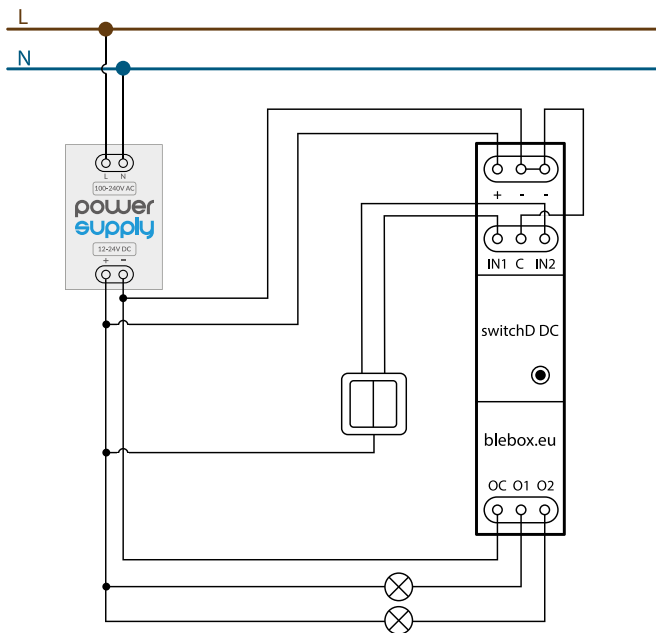 L
N
L N
100-240V AC
power
supply
12-24V DC
+ −
+ - -
IN1 C IN2
switchD DC
blebox.eu
OC O1 O2